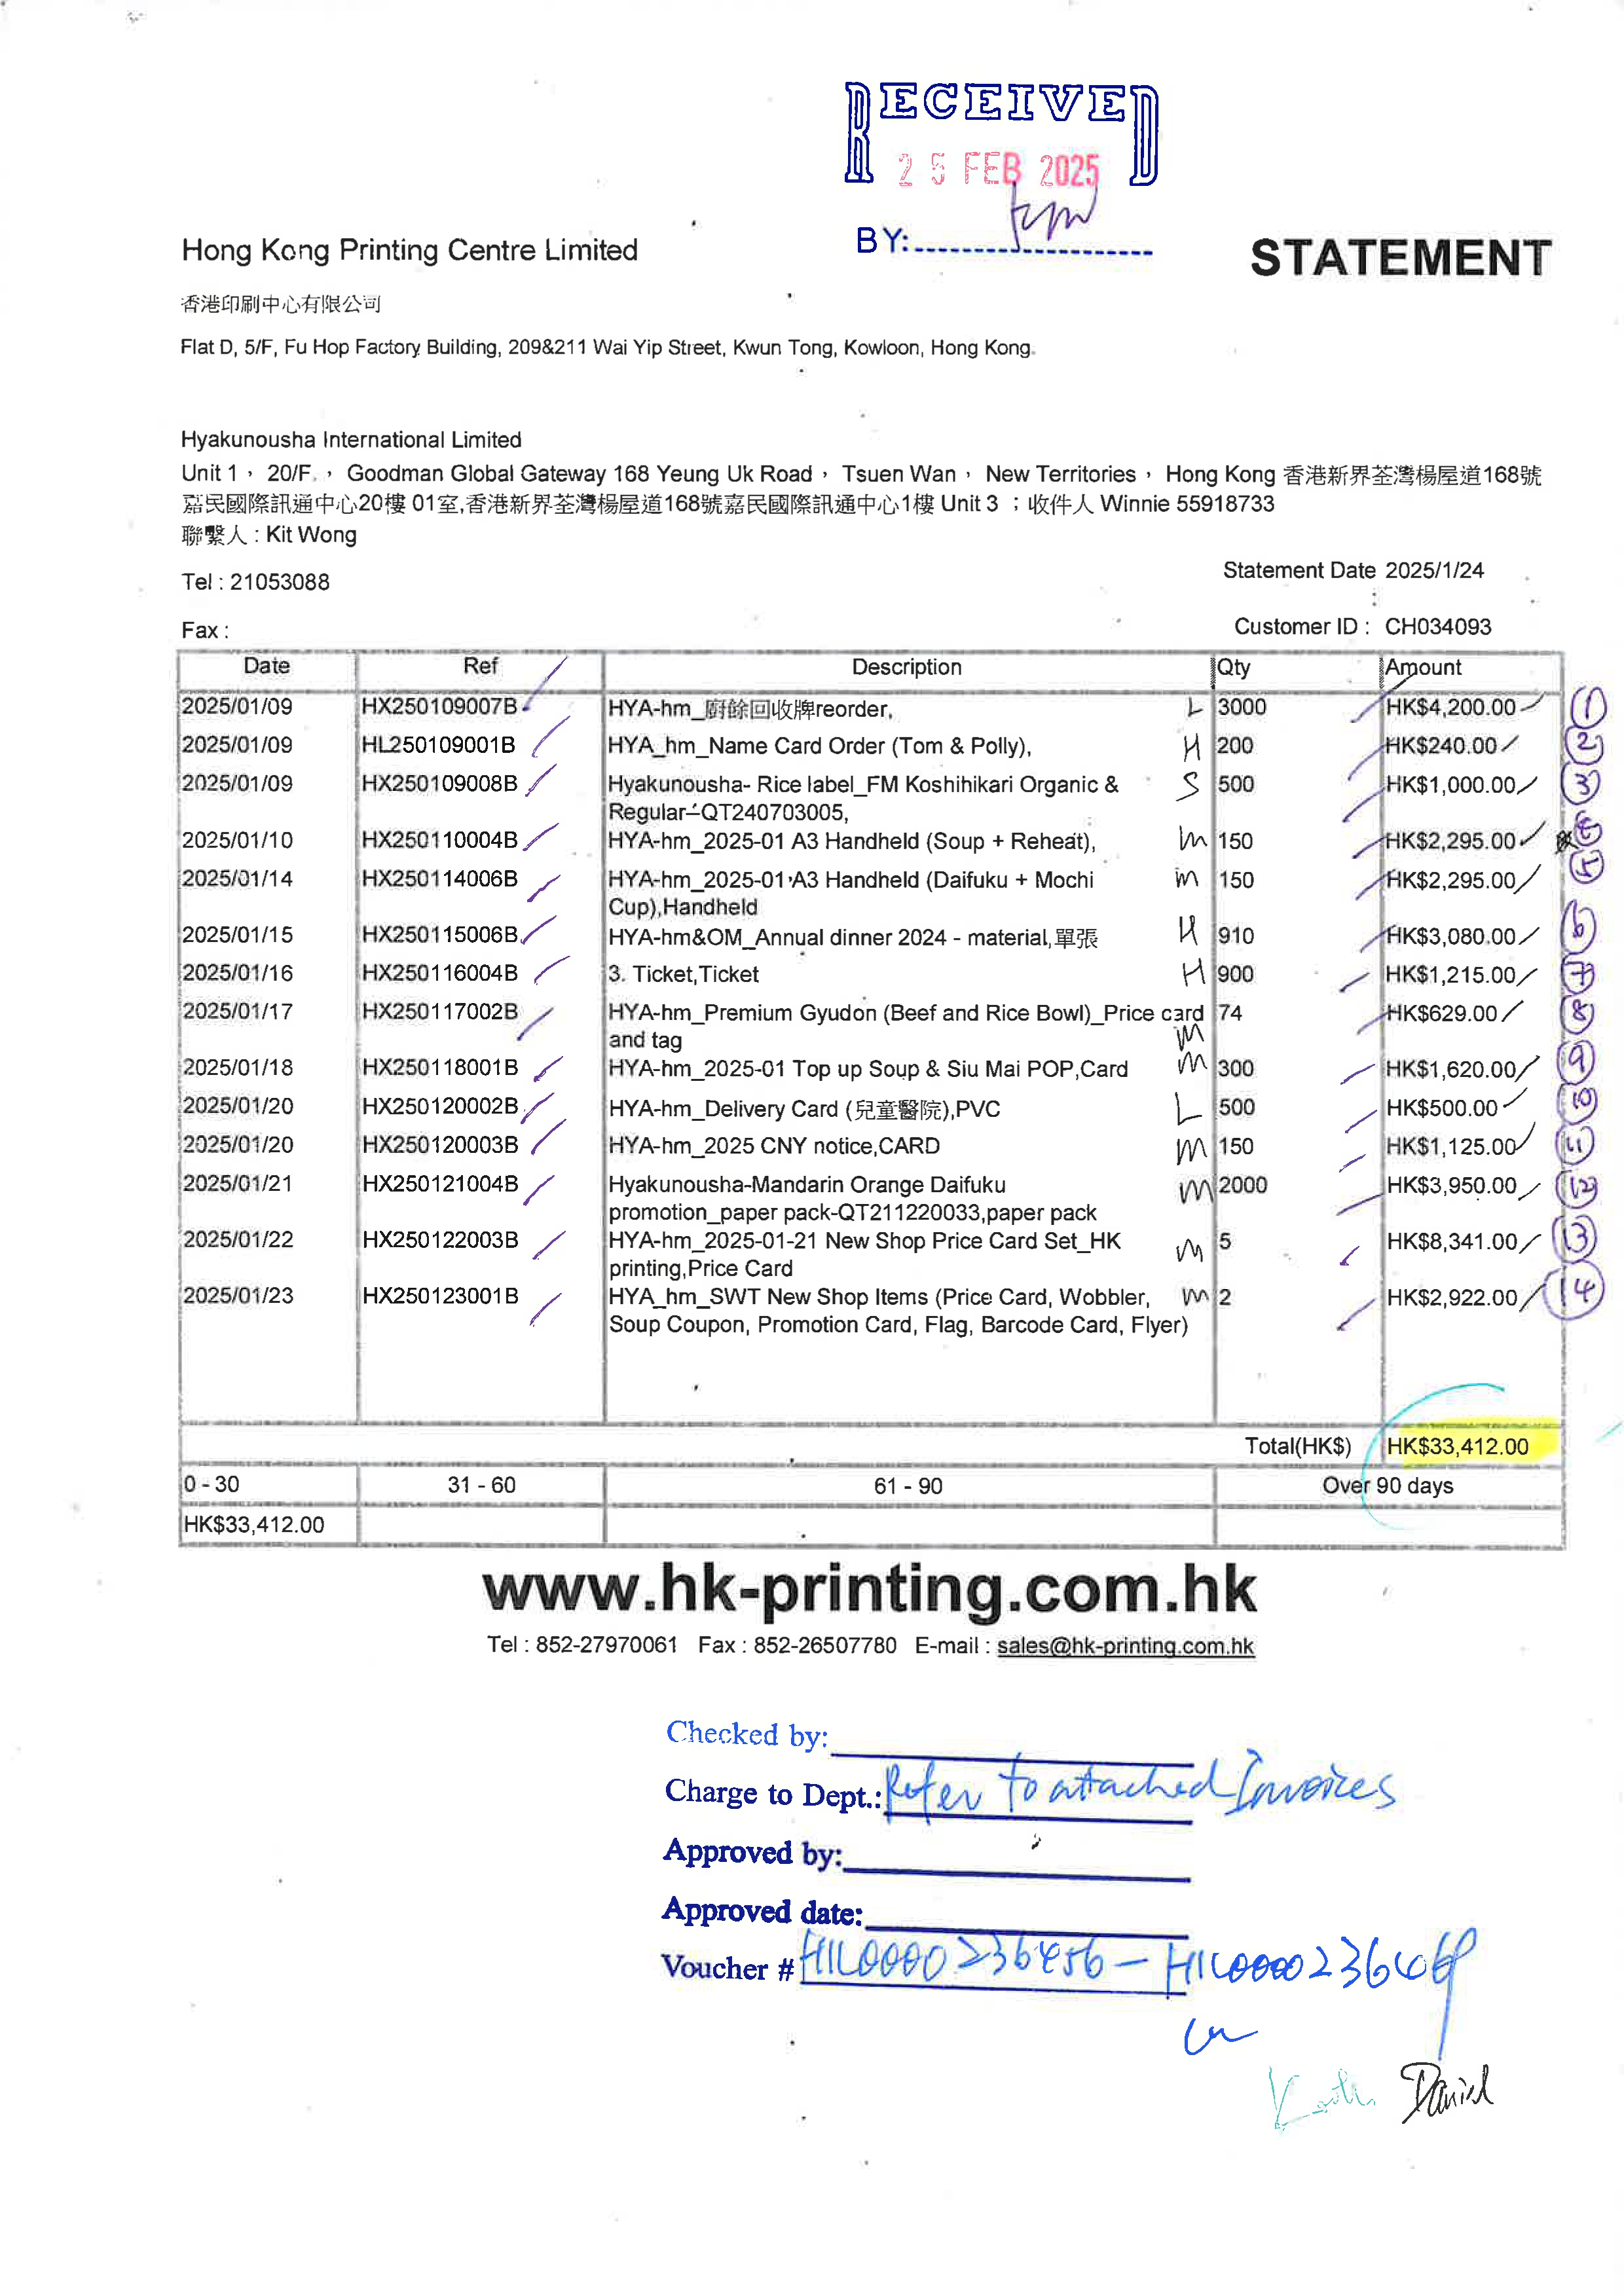 RECEIVED
25 FEB 2025
BY:
Hong Kong Printing Centre Limited
STATEMENT
香港印刷中心有限公司
Flat D, 5/F, Fu Hop Factory Building, 209&211 Wai Yip Street, Kwun Tong, Kowloon, Hong Kong.
Hyakunousha International Limited
Unit 1， 20/F.， Goodman Global Gateway 168 Yeung Uk Road， Tsuen Wan， New Territories， Hong Kong 香港新界荃灣楊屋道168號
嘉民國際訊通中心20樓 01室,香港新界荃灣楊屋道168號嘉民國際訊通中心1樓 Unit 3 ；收件人 Winnie 55918733
聯繫人 : Kit Wong
Statement Date 2025/1/24
:
Tel : 21053088
Fax :
Customer ID : CH034093
Date Ref Description Qty Amount
2025/01/09 HX250109007B HYA-hm_廚餘回收牌reorder, L 3000 HK$4,200.00 1
2025/01/09 HL250109001B HYA_hm_Name Card Order (Tom & Polly), H 200 HK$240.00 2
2025/01/09 HX250109008B Hyakunousha- Rice label_FM Koshihikari Organic & S 500 HK$1,000.00 3
Regular–QT240703005,
2025/01/10 HX250110004B HYA-hm_2025-01 A3 Handheld (Soup + Reheat), m 150 HK$2,295.00
2025/01/14 HX250114006B HYA-hm_2025-01 A3 Handheld (Daifuku + Mochi m 150 HK$2,295.00 5
Cup),Handheld
2025/01/15 HX250115006B HYA-hm&OM_Annual dinner 2024 - material,單張 H 910 HK$3,080.00 6
2025/01/16 HX250116004B 3. Ticket,Ticket H 900 HK$1,215.00 7
2025/01/17 HX250117002B HYA-hm_Premium Gyudon (Beef and Rice Bowl)_Price card 74 HK$629.00 8
and tag m
2025/01/18 HX250118001B HYA-hm_2025-01 Top up Soup & Siu Mai POP,Card m 300 HK$1,620.00 9
2025/01/20 HX250120002B HYA-hm_Delivery Card (兒童醫院),PVC L 500 HK$500.00 10
2025/01/20 HX250120003B HYA-hm_2025 CNY notice,CARD m 150 HK$1,125.00 11
2025/01/21 HX250121004B Hyakunousha-Mandarin Orange Daifuku m 2000 HK$3,950.00 12
promotion_paper pack-QT211220033,paper pack
2025/01/22 HX250122003B HYA-hm_2025-01-21 New Shop Price Card Set_HK m 5 HK$8,341.00 13
printing,Price Card
2025/01/23 HX250123001B HYA_hm_SWT New Shop Items (Price Card, Wobbler, m 2 HK$2,922.00 14
Soup Coupon, Promotion Card, Flag, Barcode Card, Flyer)
Total(HK$) HK$33,412.00
0 - 30 31 - 60 61 - 90 Over 90 days
HK$33,412.00
www.hk-printing.com.hk
Tel : 852-27970061 Fax : 852-26507780 E-mail : sales@hk-printing.com.hk
Checked by:
Charge to Dept.: Refer to attached Invoices
Approved by:
Approved date:
Voucher #
Daniel